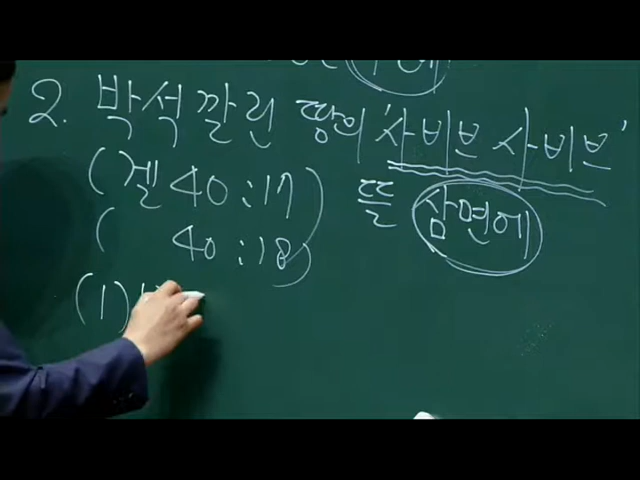 2. 박석 깔린 땅의 '사비브 사비브'
(겔 40:17) 뜰 삼면에
( 40:18)
(1)